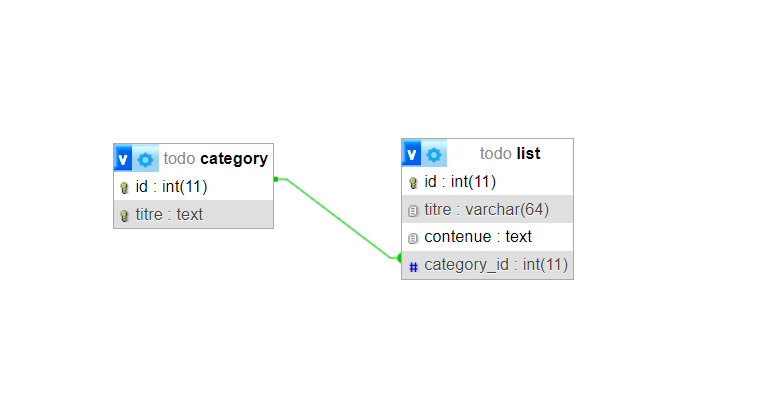 v todo category
id : int(11)
titre : text
v todo list
id : int(11)
titre : varchar(64)
contenue : text
# category_id : int(11)